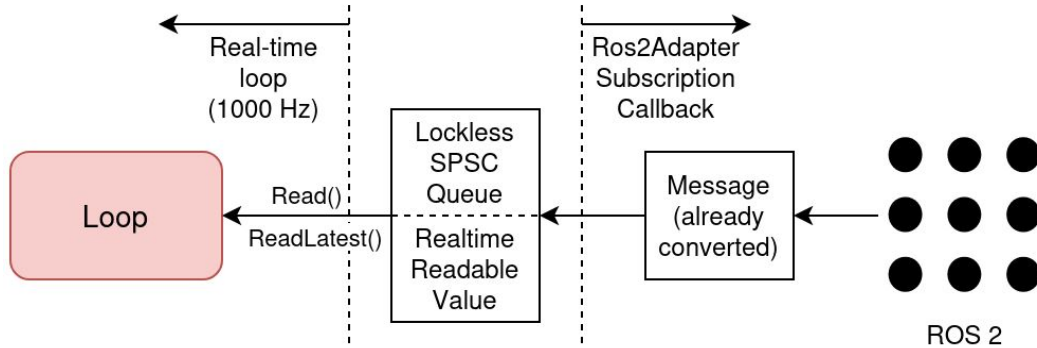 Real-time
loop
(1000 Hz)
Ros2Adapter
Subscription
Callback
Loop
Read()
ReadLatest()
Lockless
SPSC
Queue
Realtime
Readable
Value
Message
(already
converted)
ROS 2